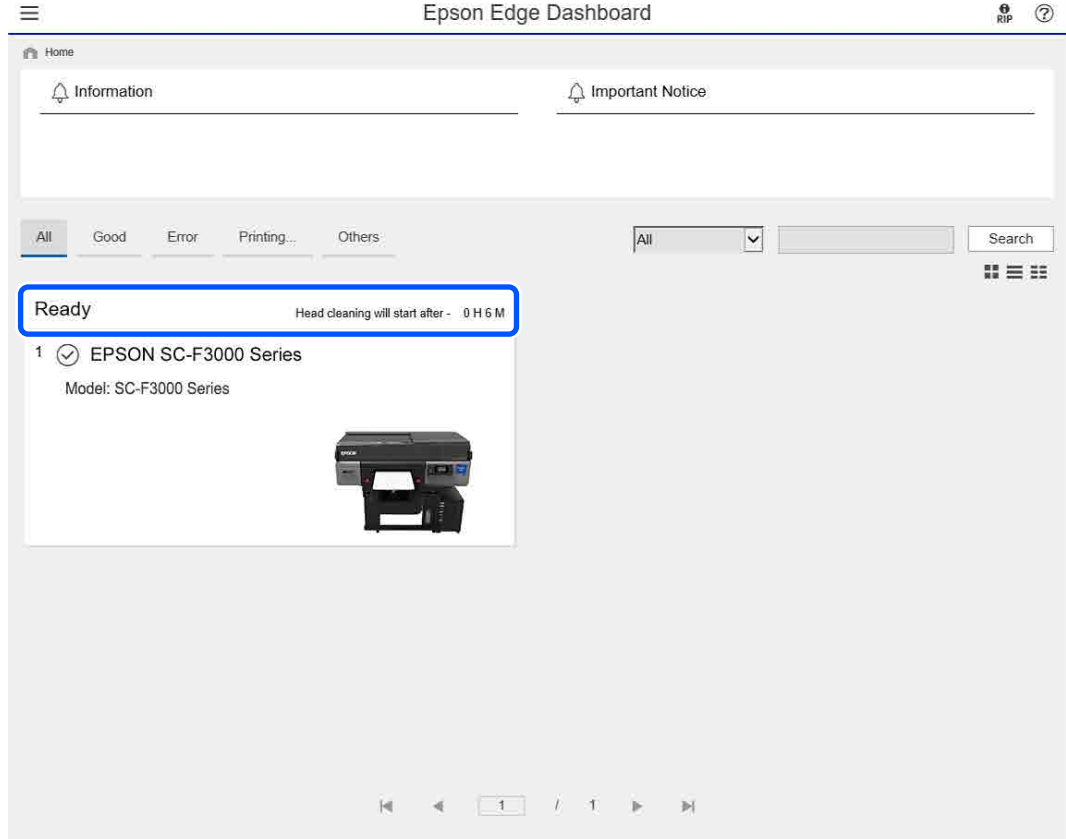 Epson Edge Dashboard
RIP
Home
Information
Important Notice
All Good Error Printing... Others All Search
Ready Head cleaning will start after - 0 H 6 M
1 EPSON SC-F3000 Series
Model: SC-F3000 Series
EPSON
1 / 1